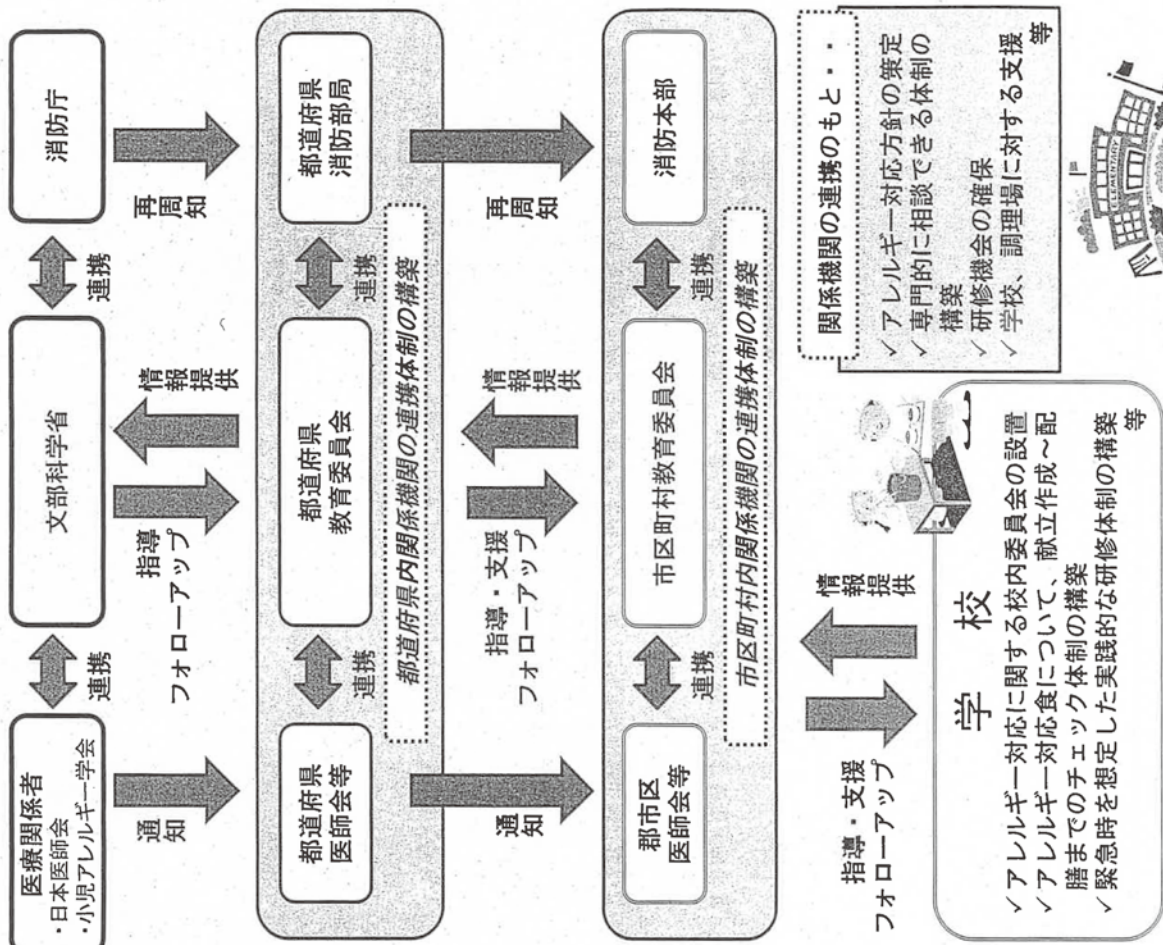 医療関係者
・日本医師会
・小児アレルギー学会
連携
文部科学省
連携
消防庁
通知
指導
フォローアップ
情報提供
再周知
都道府県
医師会等
連携
都道府県
教育委員会
連携
都道府県
消防部局
都道府県内関係機関の連携体制の構築
通知
指導・支援
フォローアップ
情報提供
再周知
郡市区
医師会等
連携
市区町村教育委員会
連携
消防本部
市区町村内関係機関の連携体制の構築
指導・支援
フォローアップ
情報提供
学校
✓アレルギー対応に関する校内委員会の設置
✓アレルギー対応食について、献立作成~配
膳までのチェック体制の構築
✓緊急時を想定した実践的な研修体制の構築
等
関係機関の連携のもと・・
✓アレルギー対応方針の策定
✓専門的に相談できる体制の
構築
✓研修機会の確保
✓学校、調理場に対する支援
等
ELEMENTARY